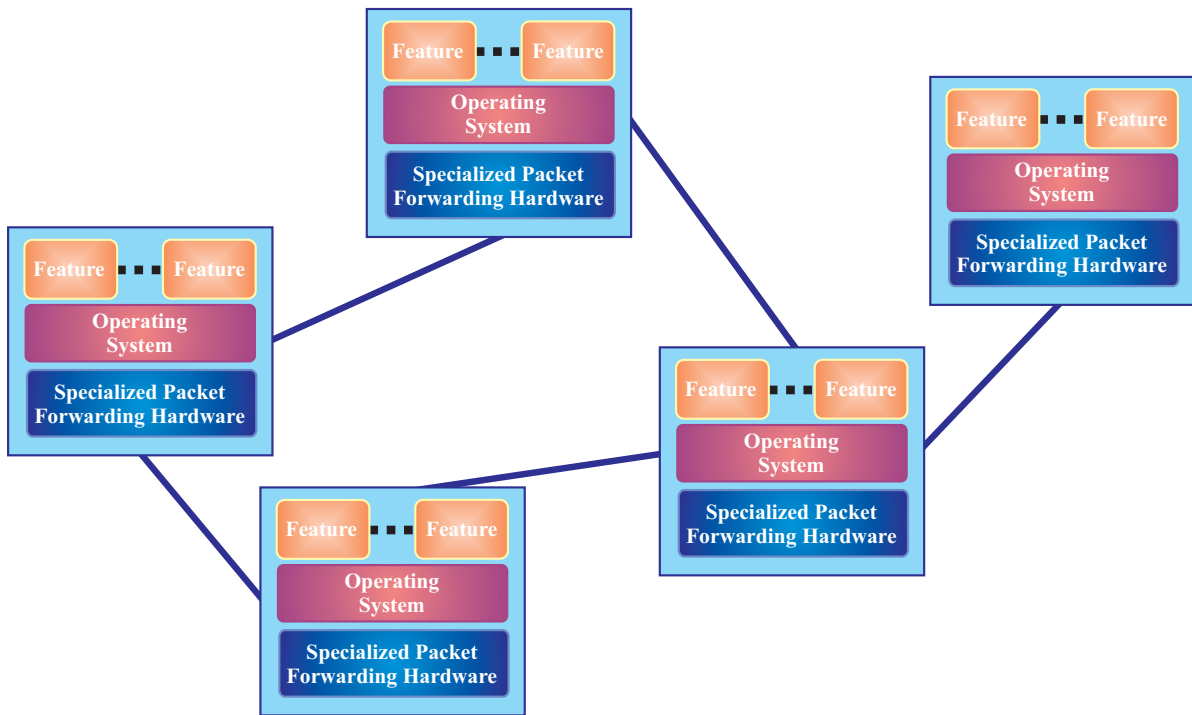 Feature Feature
Operating
System
Specialized Packet
Forwarding Hardware
Feature Feature
Operating
System
Specialized Packet
Forwarding Hardware
Feature Feature
Operating
System
Specialized Packet
Forwarding Hardware
Feature Feature
Operating
System
Specialized Packet
Forwarding Hardware
Feature Feature
Operating
System
Specialized Packet
Forwarding Hardware